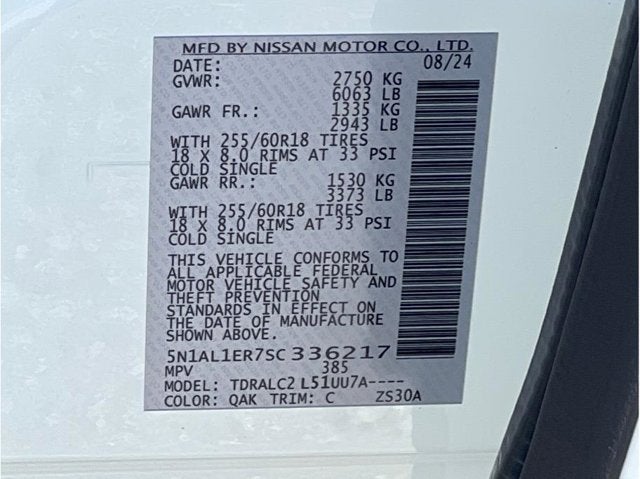 MFD BY NISSAN MOTOR CO., LTD.
DATE: 08/24
GVWR: 2750 KG
6063 LB
GAWR FR.: 1335 KG
2943 LB
WITH 255/60R18 TIRES
18 X 8.0 RIMS AT 33 PSI
COLD SINGLE
GAWR RR.: 1530 KG
3373 LB
WITH 255/60R18 TIRES
18 X 8.0 RIMS AT 33 PSI
COLD SINGLE
THIS VEHICLE CONFORMS TO
ALL APPLICABLE FEDERAL
MOTOR VEHICLE SAFETY AND
THEFT PREVENTION
STANDARDS IN EFFECT ON
THE DATE OF MANUFACTURE
SHOWN ABOVE.
5N1AL1ER7SC 336217
MPV 385
MODEL: TDRALC2 L51UU7A----
COLOR: QAK TRIM: C ZS30A